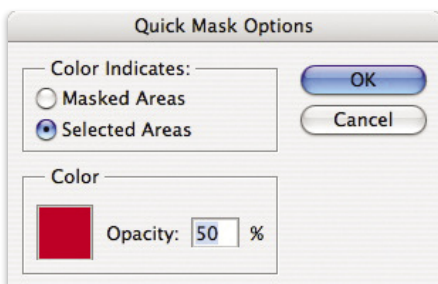 Quick Mask Options
Color Indicates:
Masked Areas
Selected Areas
OK
Cancel
Color
Opacity: 50 %